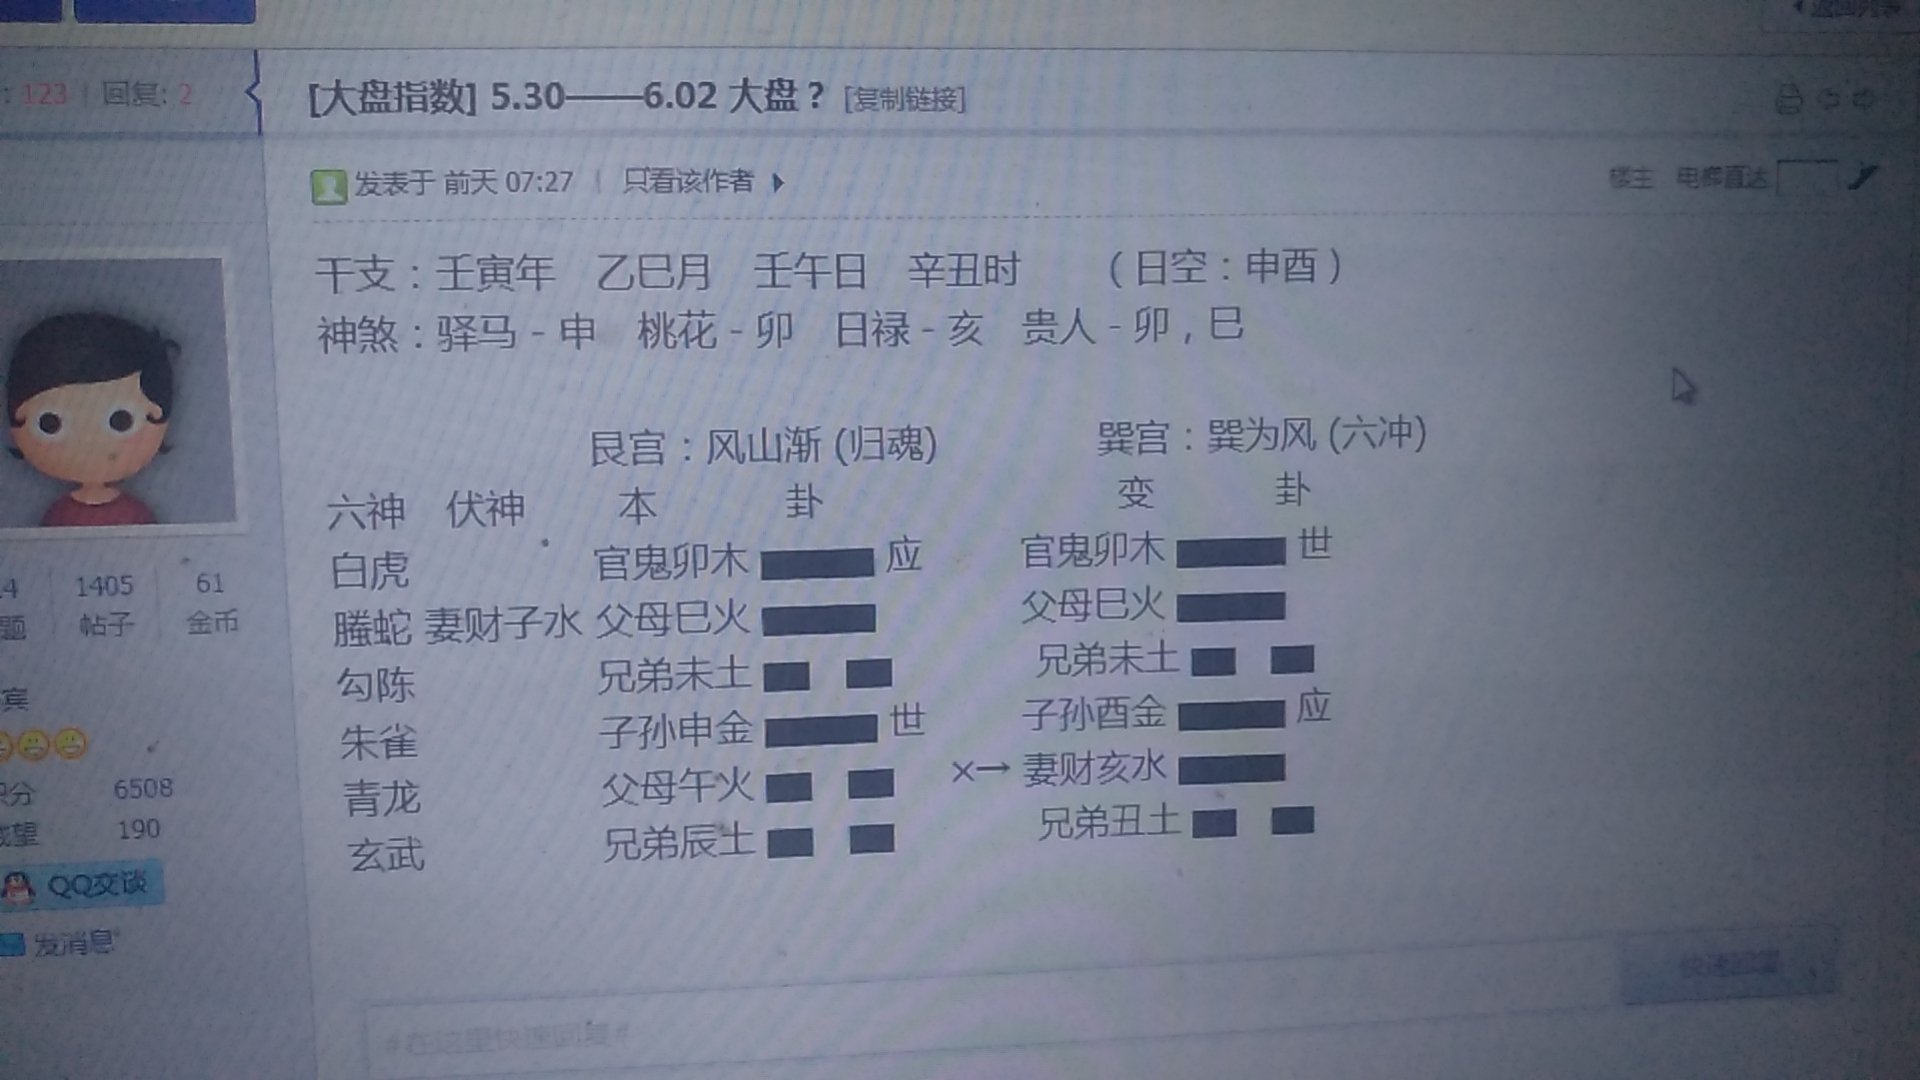 123 | 回复: 2
[大盘指数] 5.30——6.02 大盘？ [复制链接]
发表于 前天 07:27 | 只看该作者
楼主 电梯直达
干支：壬寅年 乙巳月 壬午日 辛丑时 （日空：申酉）
神煞：驿马－申 桃花－卯 日禄－亥 贵人－卯，巳
艮宫：风山渐 (归魂) 巽宫：巽为风 (六冲)
六神 伏神 本 卦 变 卦
白虎 官鬼卯木 应 官鬼卯木 世
螣蛇 妻财子水 父母巳火 父母巳火
勾陈 兄弟未土 兄弟未土
朱雀 子孙申金 世 子孙酉金 应
青龙 父母午火 ×→ 妻财亥水
玄武 兄弟辰土 兄弟丑土
4 1405 61
题 帖子 金币
宾
积分 6508
威望 190
QQ交谈
发消息
#在这里快速回复#